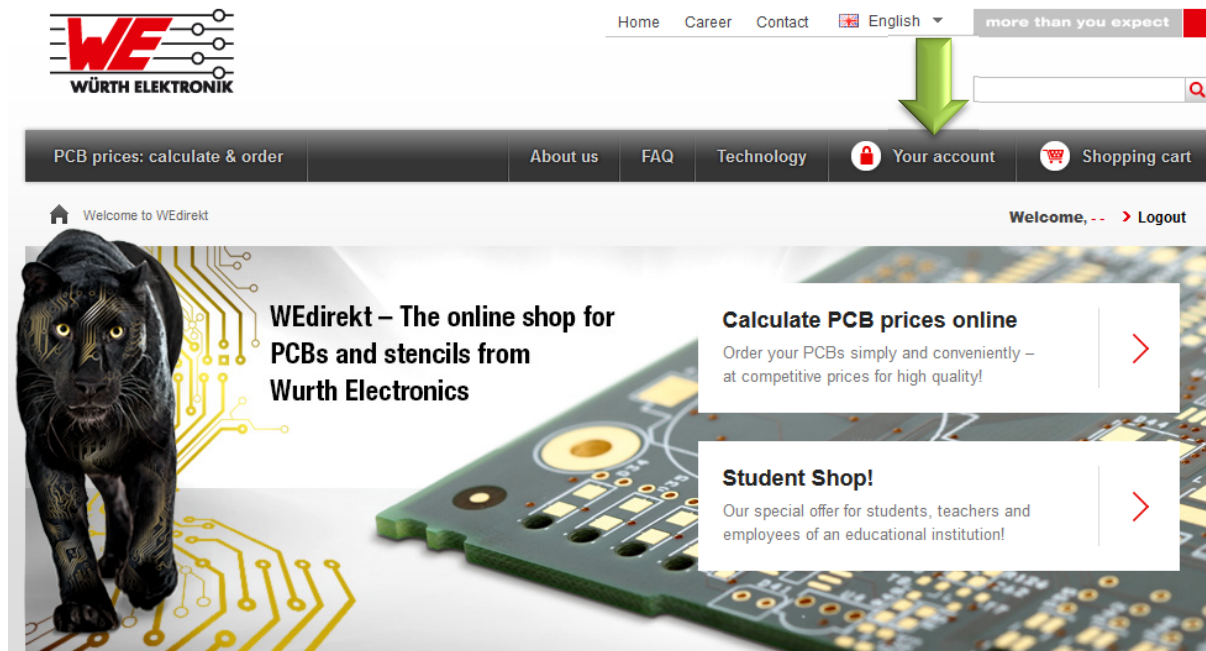 Home Career Contact English
more than you expect
WE
WÜRTH ELEKTRONIK
PCB prices: calculate & order About us FAQ Technology Your account Shopping cart
Welcome to WEdirekt
Welcome, - - Logout
WEdirekt – The online shop for
PCBs and stencils from
Wurth Electronics
Calculate PCB prices online
Order your PCBs simply and conveniently –
at competitive prices for high quality!
Student Shop!
Our special offer for students, teachers and
employees of an educational institution!
D34
D35
D41